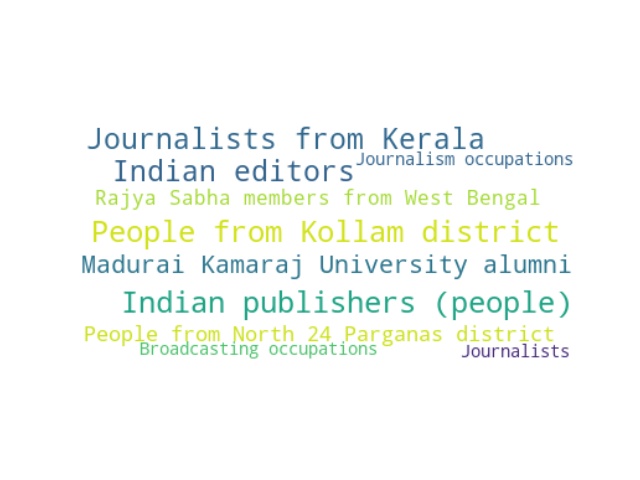 Journalists from Kerala
Journalism occupations
Indian editors
Rajya Sabha members from West Bengal
People from Kollam district
Madurai Kamaraj University alumni
Indian publishers (people)
People from North 24 Parganas district
Broadcasting occupations
Journalists